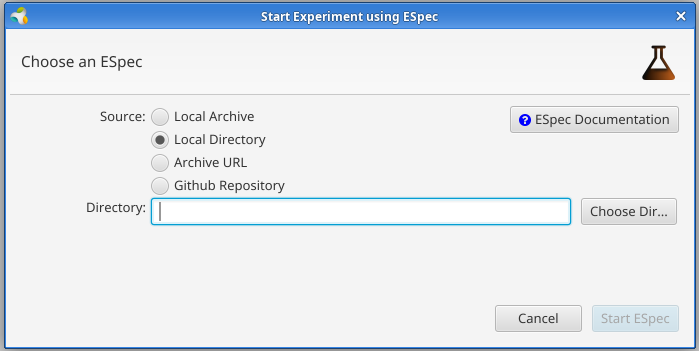 Start Experiment using ESpec
Choose an ESpec
Source:
Local Archive
ESpec Documentation
Local Directory
Archive URL
Github Repository
Directory:
Choose Dir...
Cancel
Start ESpec